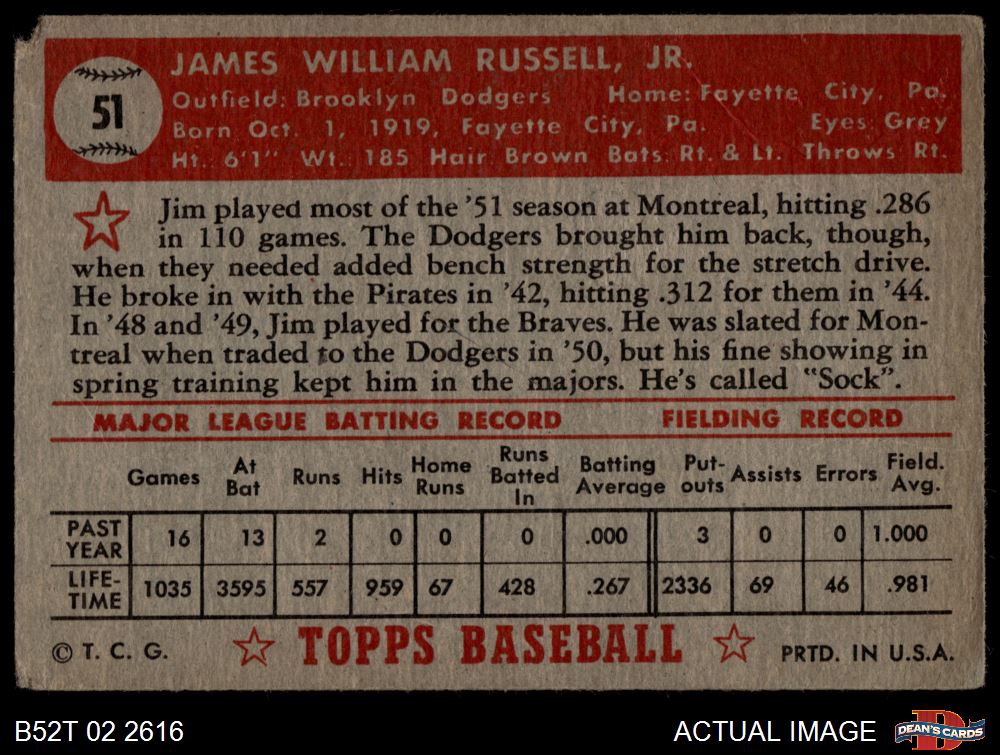 51
JAMES WILLIAM RUSSELL, JR.
Outfield: Brooklyn Dodgers Home: Fayette City, Pa.
Born Oct. 1, 1919, Fayette City, Pa. Eyes: Grey
Ht.: 6'1" Wt.: 185 Hair: Brown Bats: Rt. & Lt. Throws: Rt.
Jim played most of the '51 season at Montreal, hitting .286
in 110 games. The Dodgers brought him back, though,
when they needed added bench strength for the stretch drive.
He broke in with the Pirates in '42, hitting .312 for them in '44.
In '48 and '49, Jim played for the Braves. He was slated for Mon-
treal when traded to the Dodgers in '50, but his fine showing in
spring training kept him in the majors. He's called "Sock".
MAJOR LEAGUE BATTING RECORD FIELDING RECORD
Games At Bat Runs Hits Home Runs Runs Batted In Batting Average Put-outs Assists Errors Field. Avg.
PAST YEAR 16 13 2 0 0 0 .000 3 0 0 1.000
LIFE-TIME 1035 3595 557 959 67 428 .267 2336 69 46 .981
© T. C. G. TOPPS BASEBALL PRTD. IN U.S.A.
B52T 02 2616 ACTUAL IMAGE DEAN'S CARDS